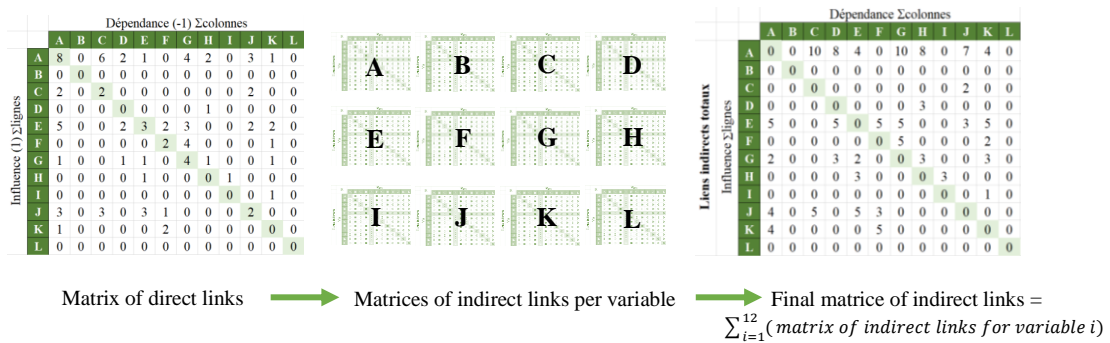 Dépendance (-1) Σcolonnes
A B C D E F G H I J K L
Influence (1) Σlignes
A 8 0 6 2 1 0 4 2 0 3 1 0
B 0 0 0 0 0 0 0 0 0 0 0 0
C 2 0 2 0 0 0 0 0 0 2 0 0
D 0 0 0 0 0 0 0 1 0 0 0 0
E 5 0 0 2 3 2 3 0 0 2 2 0
F 0 0 0 0 0 2 4 0 0 0 1 0
G 1 0 0 1 1 0 4 1 0 0 1 0
H 0 0 0 0 1 0 0 0 1 0 0 0
I 0 0 0 0 0 0 0 0 0 0 1 0
J 3 0 3 0 3 1 0 0 0 2 0 0
K 1 0 0 0 0 2 0 0 0 0 0 0
L 0 0 0 0 0 0 0 0 0 0 0 0
A B C D
E F G H
I J K L
Dépendance Σcolonnes
A B C D E F G H I J K L
Liens indirects totaux
Influence Σlignes
A 0 0 10 8 4 0 10 8 0 7 4 0
B 0 0 0 0 0 0 0 0 0 0 0 0
C 0 0 0 0 0 0 0 0 0 2 0 0
D 0 0 0 0 0 0 0 3 0 0 0 0
E 5 0 0 5 0 5 5 0 0 3 5 0
F 0 0 0 0 0 0 5 0 0 0 2 0
G 2 0 0 3 2 0 0 3 0 0 3 0
H 0 0 0 0 3 0 0 0 3 0 0 0
I 0 0 0 0 0 0 0 0 0 0 1 0
J 4 0 5 0 5 3 0 0 0 0 0 0
K 4 0 0 0 0 5 0 0 0 0 0 0
L 0 0 0 0 0 0 0 0 0 0 0 0
Matrix of direct links
Matrices of indirect links per variable
Final matrice of indirect links =
∑_{i=1}^{12}(matrix of indirect links for variable i)